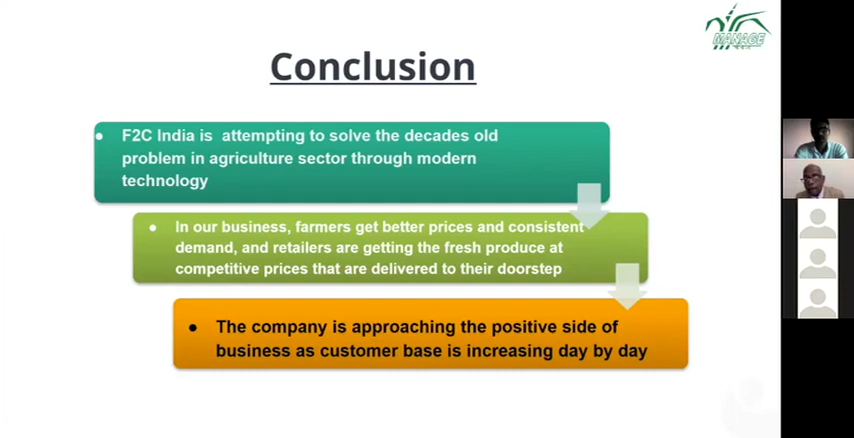 MANAGE
Conclusion
● F2C India is attempting to solve the decades old
problem in agriculture sector through modern
technology
● In our business, farmers get better prices and consistent
demand, and retailers are getting the fresh produce at
competitive prices that are delivered to their doorstep
● The company is approaching the positive side of
business as customer base is increasing day by day